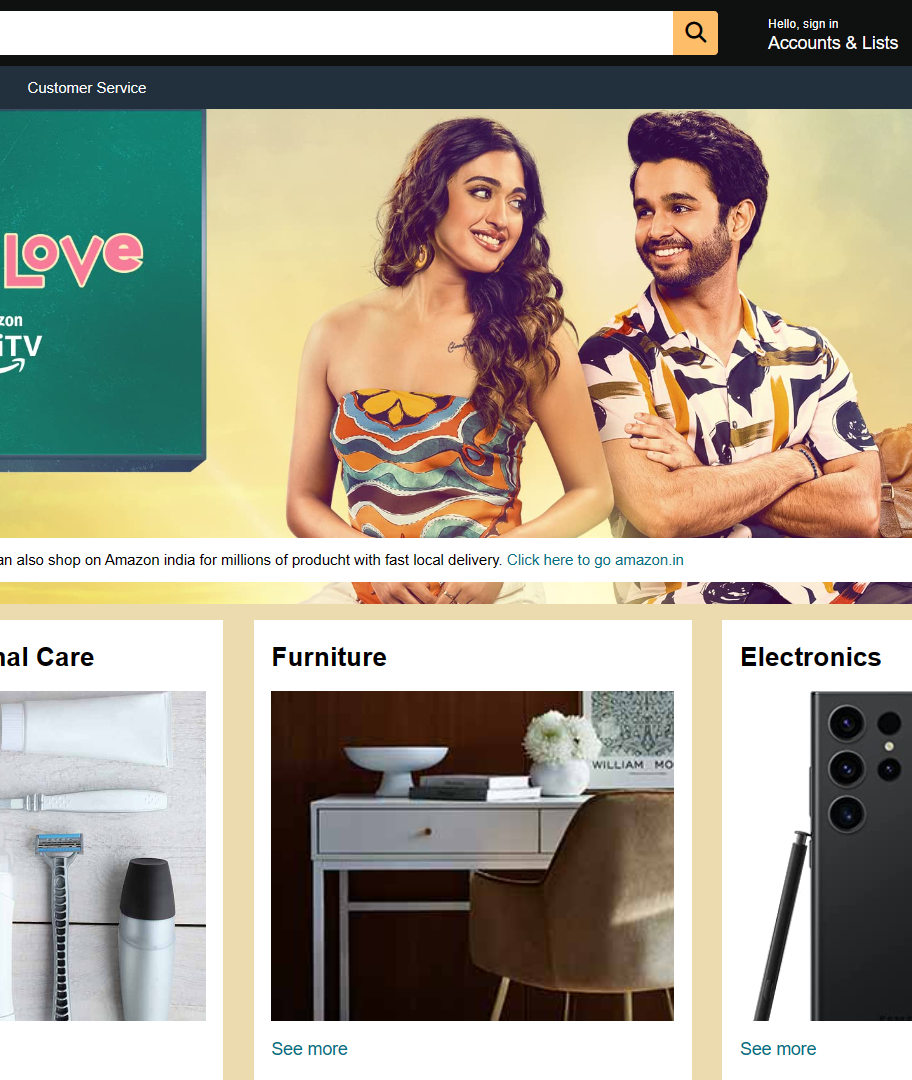 Hello, sign in
Accounts & Lists
Customer Service
Love
zon
iTV
an also shop on Amazon india for millions of producht with fast local delivery. Click here to go amazon.in
nal Care
Furniture
Electronics
WILLIAM MO
See more
See more